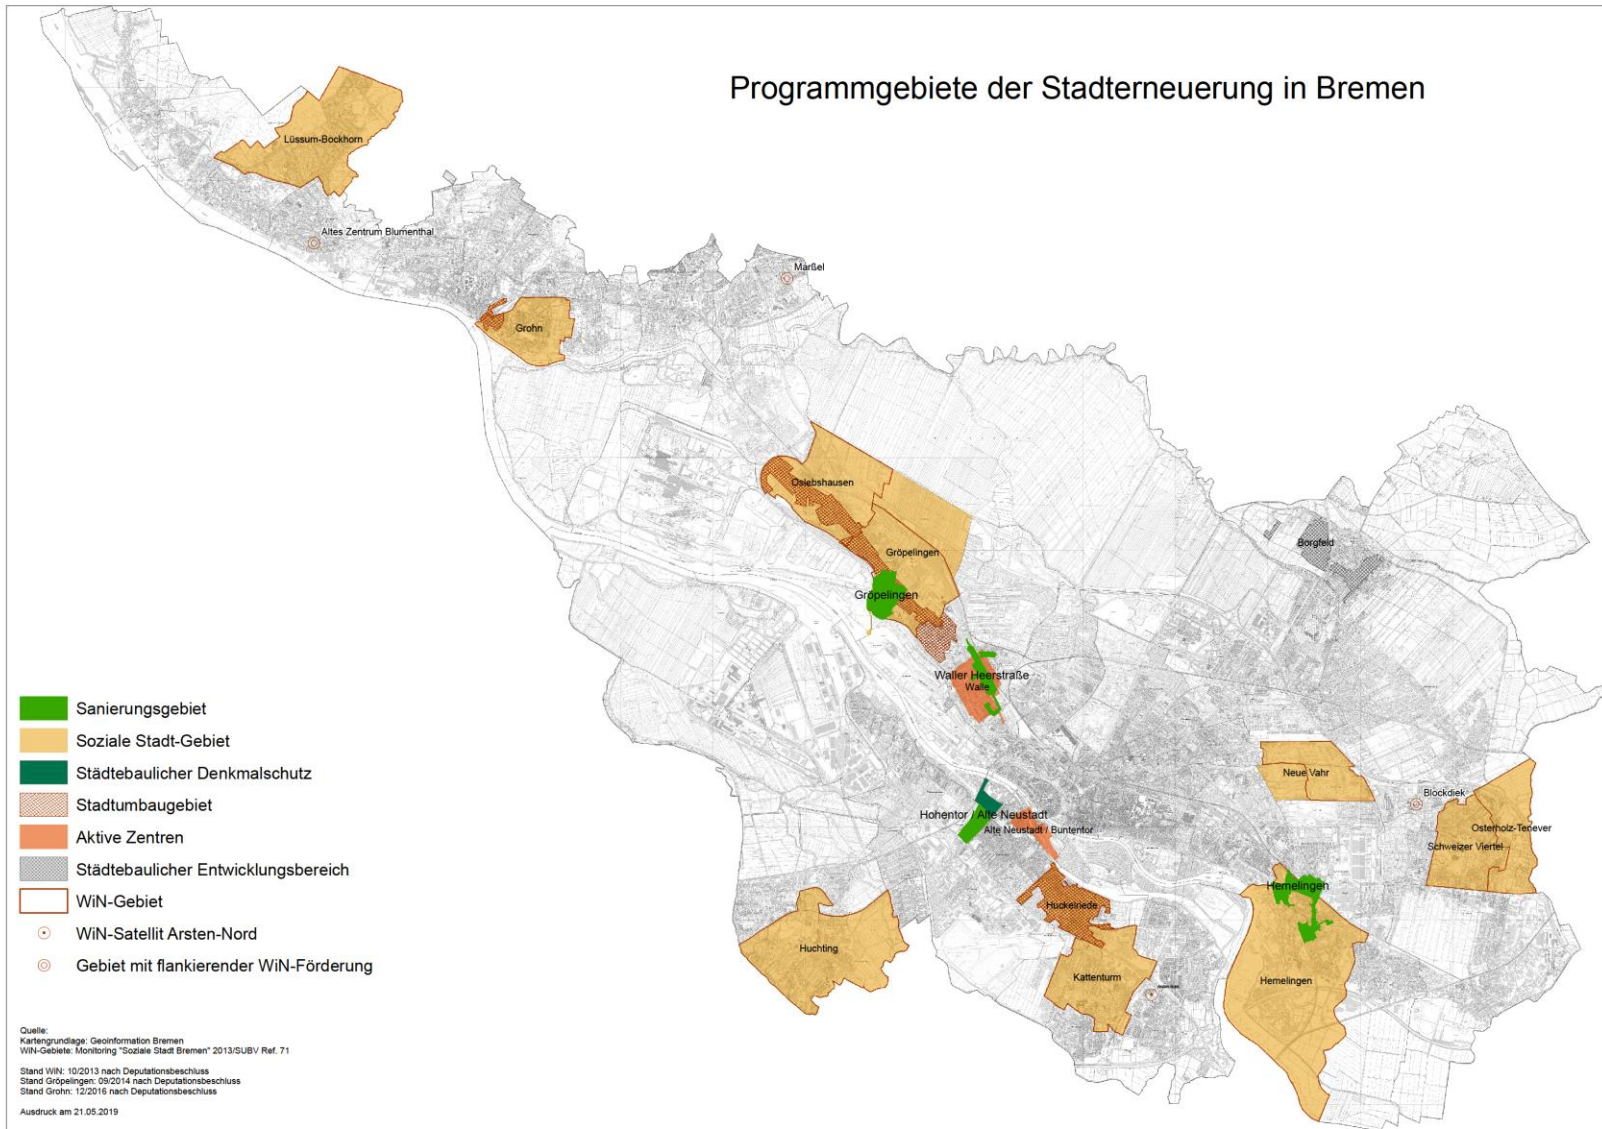 Programmgebiete der Stadterneuerung in Bremen
Lüssum-Bockhorn
Altes Zentrum Blumenthal
Marßel
Grohn
Oslebshausen
Borgfeld
Gröpelingen
Gröpelingen
Waller Heerstraße
Walle
Neue Vahr
Blockdiek
Hohentor / Alte Neustadt
Alte Neustadt / Buntentor
Osterholz-Tenever
Schweizer Viertel
Hemelingen
Huckelriede
Huchting
Kattenturm
Hemelingen
Sanierungsgebiet
Soziale Stadt-Gebiet
Städtebaulicher Denkmalschutz
Stadtumbaugebiet
Aktive Zentren
Städtebaulicher Entwicklungsbereich
WiN-Gebiet
WiN-Satellit Arsten-Nord
Gebiet mit flankierender WiN-Förderung
Quelle:
Kartengrundlage: Geoinformation Bremen
WiN-Gebiete: Monitoring "Soziale Stadt Bremen" 2013/SUBV Ref. 71
Stand WiN: 10/2013 nach Deputationsbeschluss
Stand Gröpelingen: 09/2014 nach Deputationsbeschluss
Stand Grohn: 12/2016 nach Deputationsbeschluss
Ausdruck am 21.05.2019